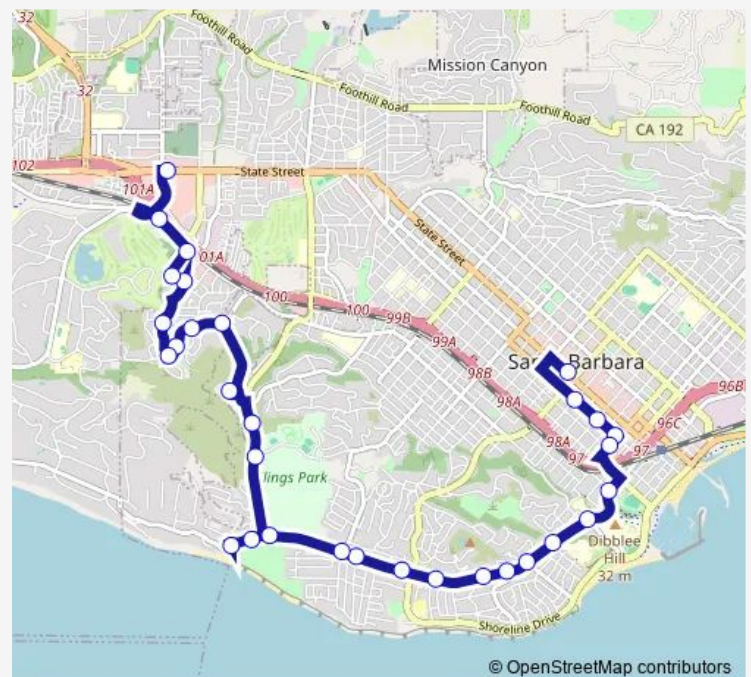 32
Foothill Road
Mission Canyon
32
Foothill Road
Foothill Road
CA 192
102
State Street
101A
State Street
01A
100
100
99B
99A
98B
98A
98A
97
Sa
Barbara
96B
96C
97
lings Park
Dibblee
Hill
32 m
Shoreline Drive
© OpenStreetMap contributors